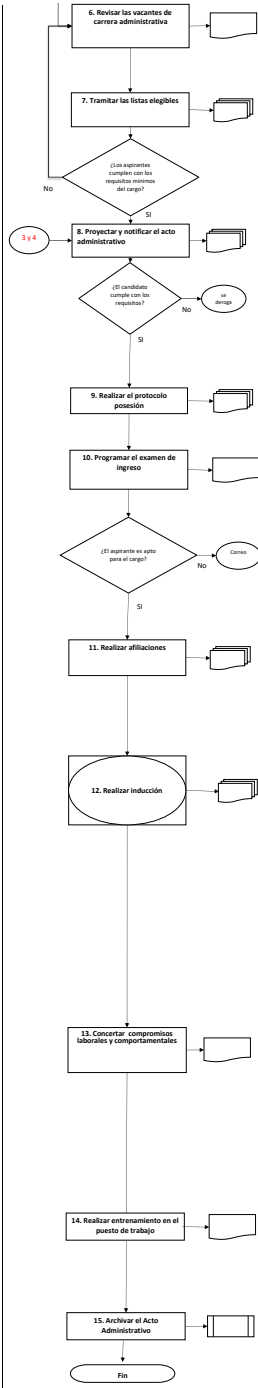 6. Revisar las vacantes de
carrera administrativa
7. Tramitar las listas elegibles
¿Los aspirantes
cumplen con los
requisitos minimos
del cargo?
No
SI
3 y 4
8. Proyectar y notificar el acto
administrativo
¿El candidato
cumple con los
requisitos?
No
se
deroga
SI
9. Realizar el protocolo
posesión
10. Programar el examen de
ingreso
¿El aspirante es apto
para el cargo?
No
Correo
SI
11. Realizar afiliaciones
12. Realizar inducción
13. Concertar compromisos
laborales y comportamentales
14. Realizar entrenamiento en el
puesto de trabajo
15. Archivar el Acto
Administrativo
Fin